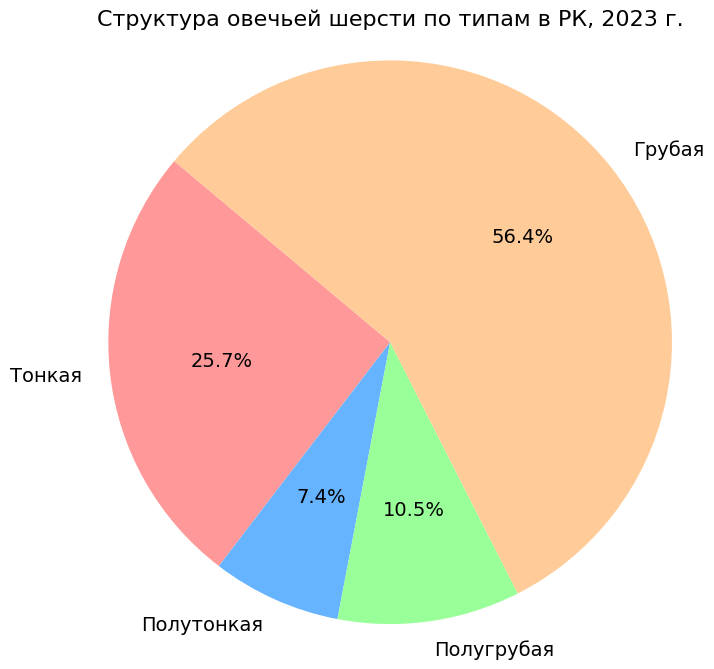 Структура овечьей шерсти по типам в РК, 2023 г.
Грубая
56.4%
25.7%
Тонкая
7.4%
10.5%
Полутонкая
Полугрубая